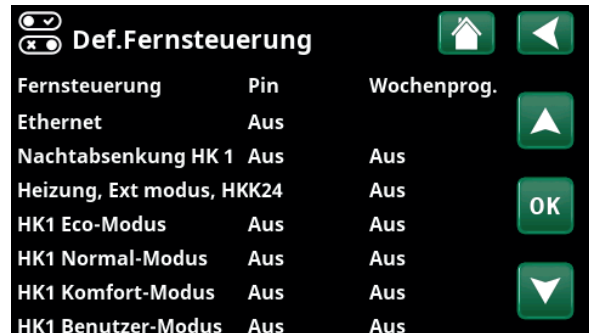 Def.Fernsteuerung
Fernsteuerung Pin Wochenprog.
Ethernet Aus
Nachtabsenkung HK 1 Aus Aus
Heizung, Ext modus, HKK24 Aus
OK
HK1 Eco-Modus Aus Aus
HK1 Normal-Modus Aus Aus
HK1 Komfort-Modus Aus Aus
HK1 Benutzer-Modus Aus Aus